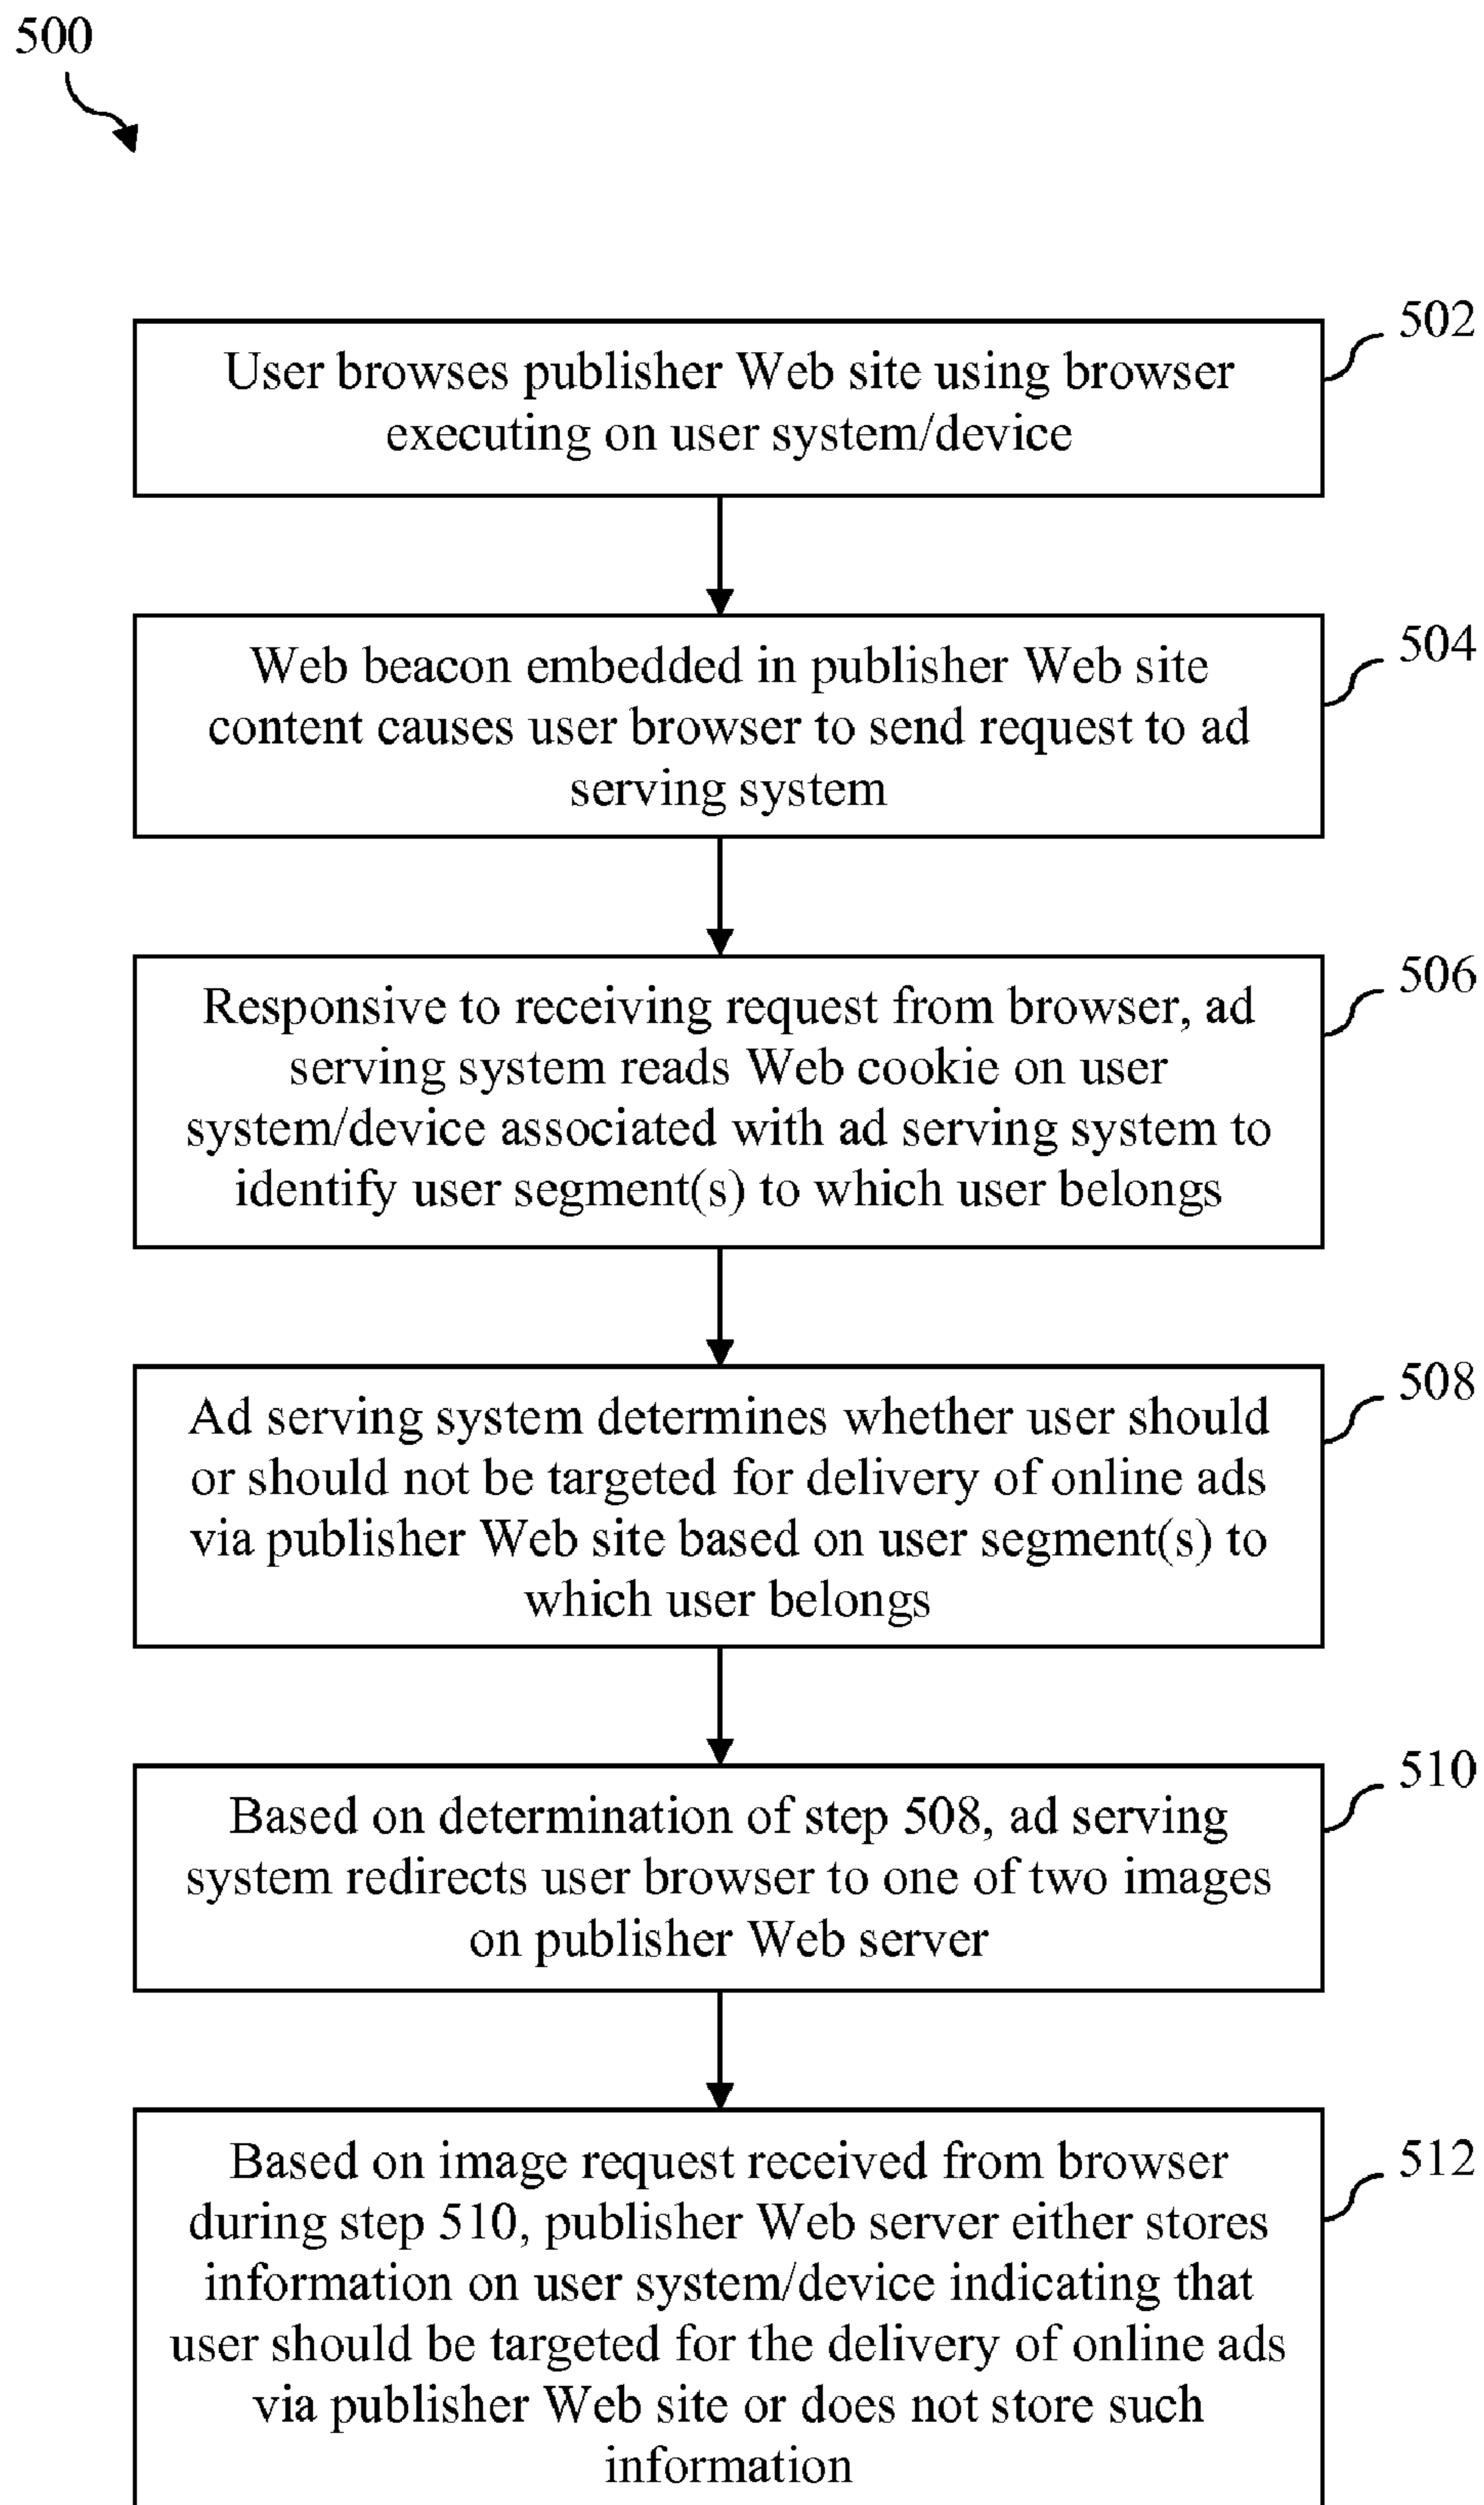 500
502
User browses publisher Web site using browser
executing on user system/device
504
Web beacon embedded in publisher Web site
content causes user browser to send request to ad
serving system
506
Responsive to receiving request from browser, ad
serving system reads Web cookie on user
system/device associated with ad serving system to
identify user segment(s) to which user belongs
508
Ad serving system determines whether user should
or should not be targeted for delivery of online ads
via publisher Web site based on user segment(s) to
which user belongs
510
Based on determination of step 508, ad serving
system redirects user browser to one of two images
on publisher Web server
512
Based on image request received from browser
during step 510, publisher Web server either stores
information on user system/device indicating that
user should be targeted for the delivery of online ads
via publisher Web site or does not store such
information